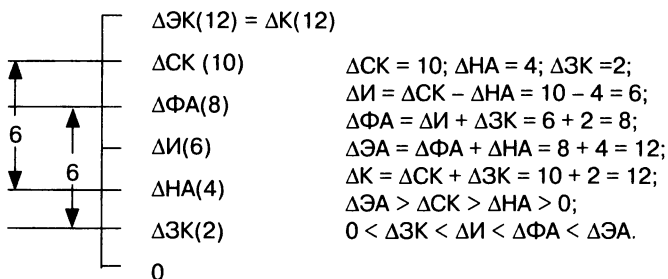 ΔЭК(12) = ΔК(12)
ΔСК (10)
ΔФА(8)
6
ΔИ(6)
6
ΔНА(4)
ΔЗК(2)
0
ΔСК = 10; ΔНА = 4; ΔЗК =2;
ΔИ = ΔСК – ΔНА = 10 – 4 = 6;
ΔФА = ΔИ + ΔЗК = 6 + 2 = 8;
ΔЭА = ΔФА + ΔНА = 8 + 4 = 12;
ΔК = ΔСК + ΔЗК = 10 + 2 = 12;
ΔЭА > ΔСК > ΔНА > 0;
0 < ΔЗК < ΔИ < ΔФА < ΔЭА.